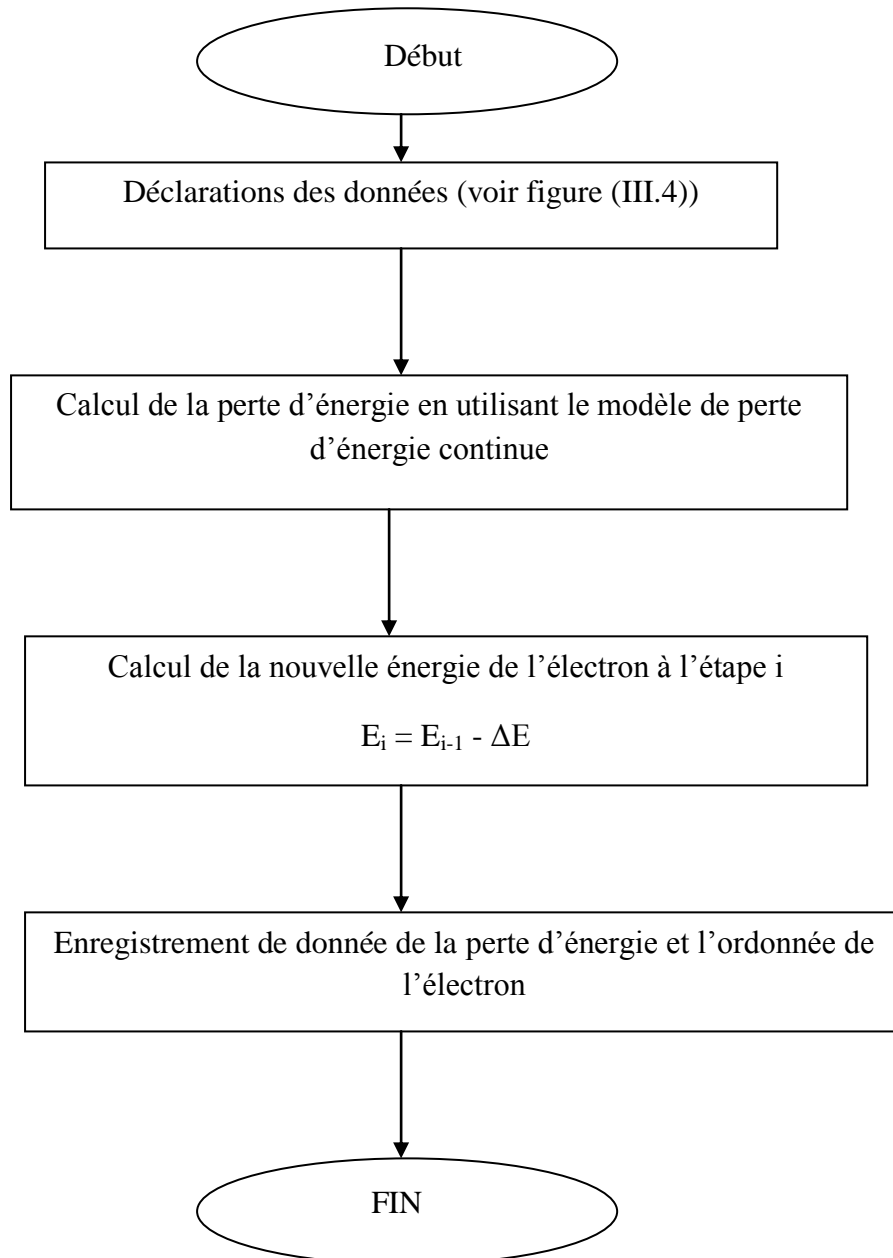 Début
Déclarations des données (voir figure (III.4))
Calcul de la perte d’énergie en utilisant le modèle de perte
d’énergie continue
Calcul de la nouvelle énergie de l’électron à l’étape i
Eᵢ = Eᵢ₋₁ - ΔE
Enregistrement de donnée de la perte d’énergie et l’ordonnée de
l’électron
FIN